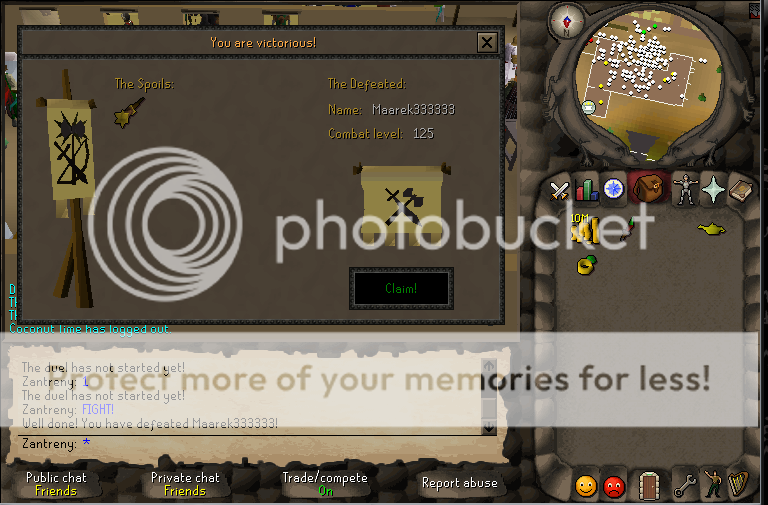 You are victorious!
The Spoils:
The Defeated:
Name: Maarek333333
Combat level: 125
Claim!
N
10M
photobucket
Coconut Time has logged out.
Protect more of your memories for less!
The duel has not started yet!
Zantreny: 1
The duel has not started yet!
Zantreny: FIGHT!
Well done! You have defeated Maarek333333!
Zantreny: *
Public chat
Friends
Private chat
Friends
Trade/compete
On
Report abuse